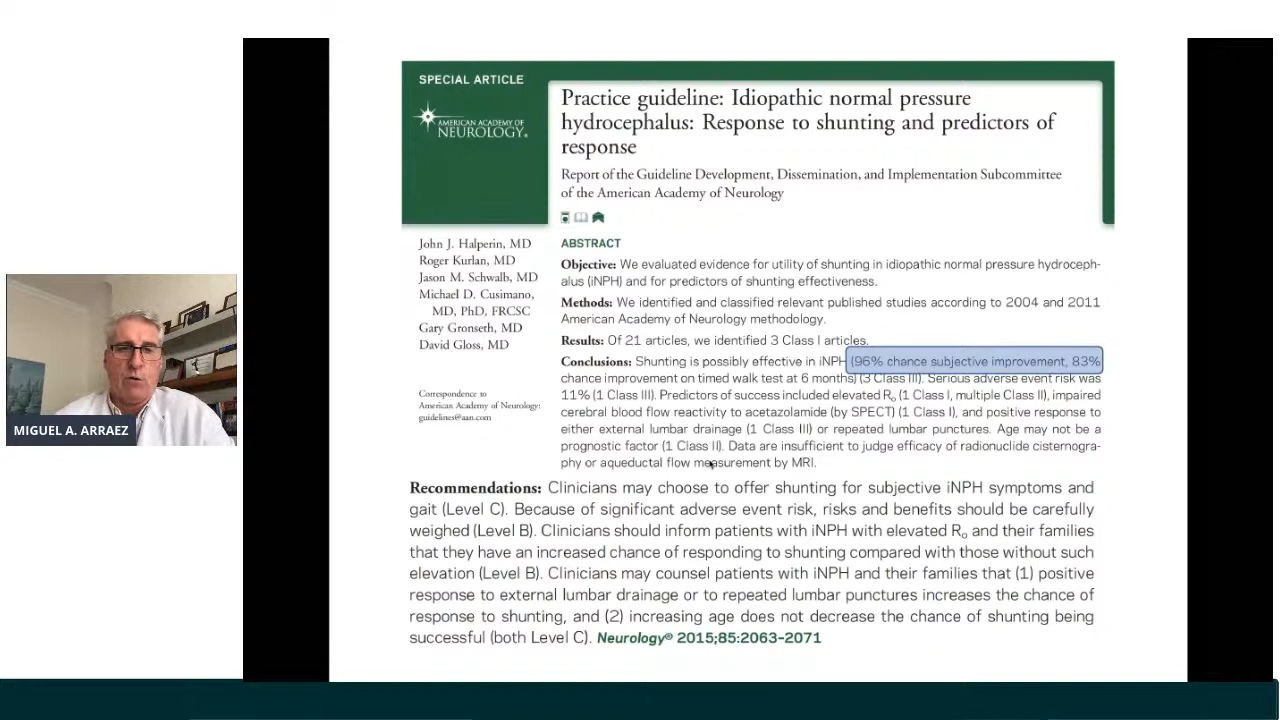 SPECIAL ARTICLE
AMERICAN ACADEMY OF
NEUROLOGY®
Practice guideline: Idiopathic normal pressure
hydrocephalus: Response to shunting and predictors of
response
Report of the Guideline Development, Dissemination, and Implementation Subcommittee
of the American Academy of Neurology
John J. Halperin, MD
Roger Kurlan, MD
Jason M. Schwalb, MD
Michael D. Cusimano,
MD, PhD, FRCSC
Gary Gronseth, MD
David Gloss, MD
Correspondence to
American Academy of Neurology:
guidelines@aan.com
ABSTRACT
Objective: We evaluated evidence for utility of shunting in idiopathic normal pressure hydroceph-
alus (iNPH) and for predictors of shunting effectiveness.
Methods: We identified and classified relevant published studies according to 2004 and 2011
American Academy of Neurology methodology.
Results: Of 21 articles, we identified 3 Class I articles.
Conclusions: Shunting is possibly effective in iNPH (96% chance subjective improvement, 83%
chance improvement on timed walk test at 6 months) (3 Class III). Serious adverse event risk was
11% (1 Class III). Predictors of success included elevated Ro (1 Class I, multiple Class II), impaired
cerebral blood flow reactivity to acetazolamide (by SPECT) (1 Class I), and positive response to
either external lumbar drainage (1 Class III) or repeated lumbar punctures. Age may not be a
prognostic factor (1 Class II). Data are insufficient to judge efficacy of radionuclide cisternogra-
phy or aqueductal flow measurement by MRI.
Recommendations: Clinicians may choose to offer shunting for subjective iNPH symptoms and
gait (Level C). Because of significant adverse event risk, risks and benefits should be carefully
weighed (Level B). Clinicians should inform patients with iNPH with elevated Ro and their families
that they have an increased chance of responding to shunting compared with those without such
elevation (Level B). Clinicians may counsel patients with iNPH and their families that (1) positive
response to external lumbar drainage or to repeated lumbar punctures increases the chance of
response to shunting, and (2) increasing age does not decrease the chance of shunting being
successful (both Level C). Neurology® 2015;85:2063–2071
MIGUEL A. ARRAEZ